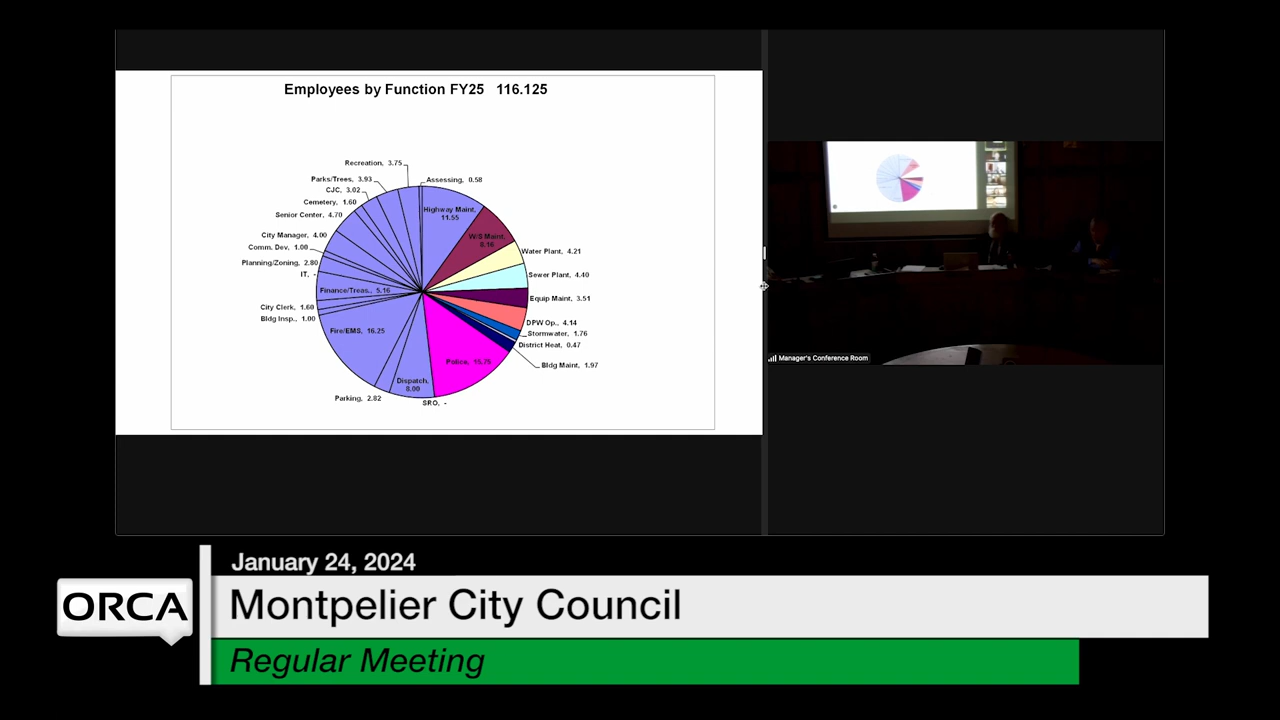 Employees by Function FY25 116.125
Recreation, 3.75
Parks/Trees, 3.93
Assessing, 0.58
CJC, 3.02
Cemetery, 1.60
Highway Maint,
11.55
Senior Center, 4.70
City Manager, 4.00
W/S Maint,
8.16
Comm. Dev, 1.00
Water Plant, 4.21
Planning/Zoning, 2.80
IT, -
Sewer Plant, 4.40
Finance/Treas., 5.16
Equip Maint, 3.51
City Clerk, 1.60
Bldg Insp., 1.00
DPW Op., 4.14
Fire/EMS, 16.25
Stormwater, 1.76
District Heat, 0.47
Police, 15.75
Bldg Maint, 1.97
Dispatch,
8.00
Parking, 2.82
SRO, -
Manager's Conference Room
January 24, 2024
ORCA
Montpelier City Council
Regular Meeting